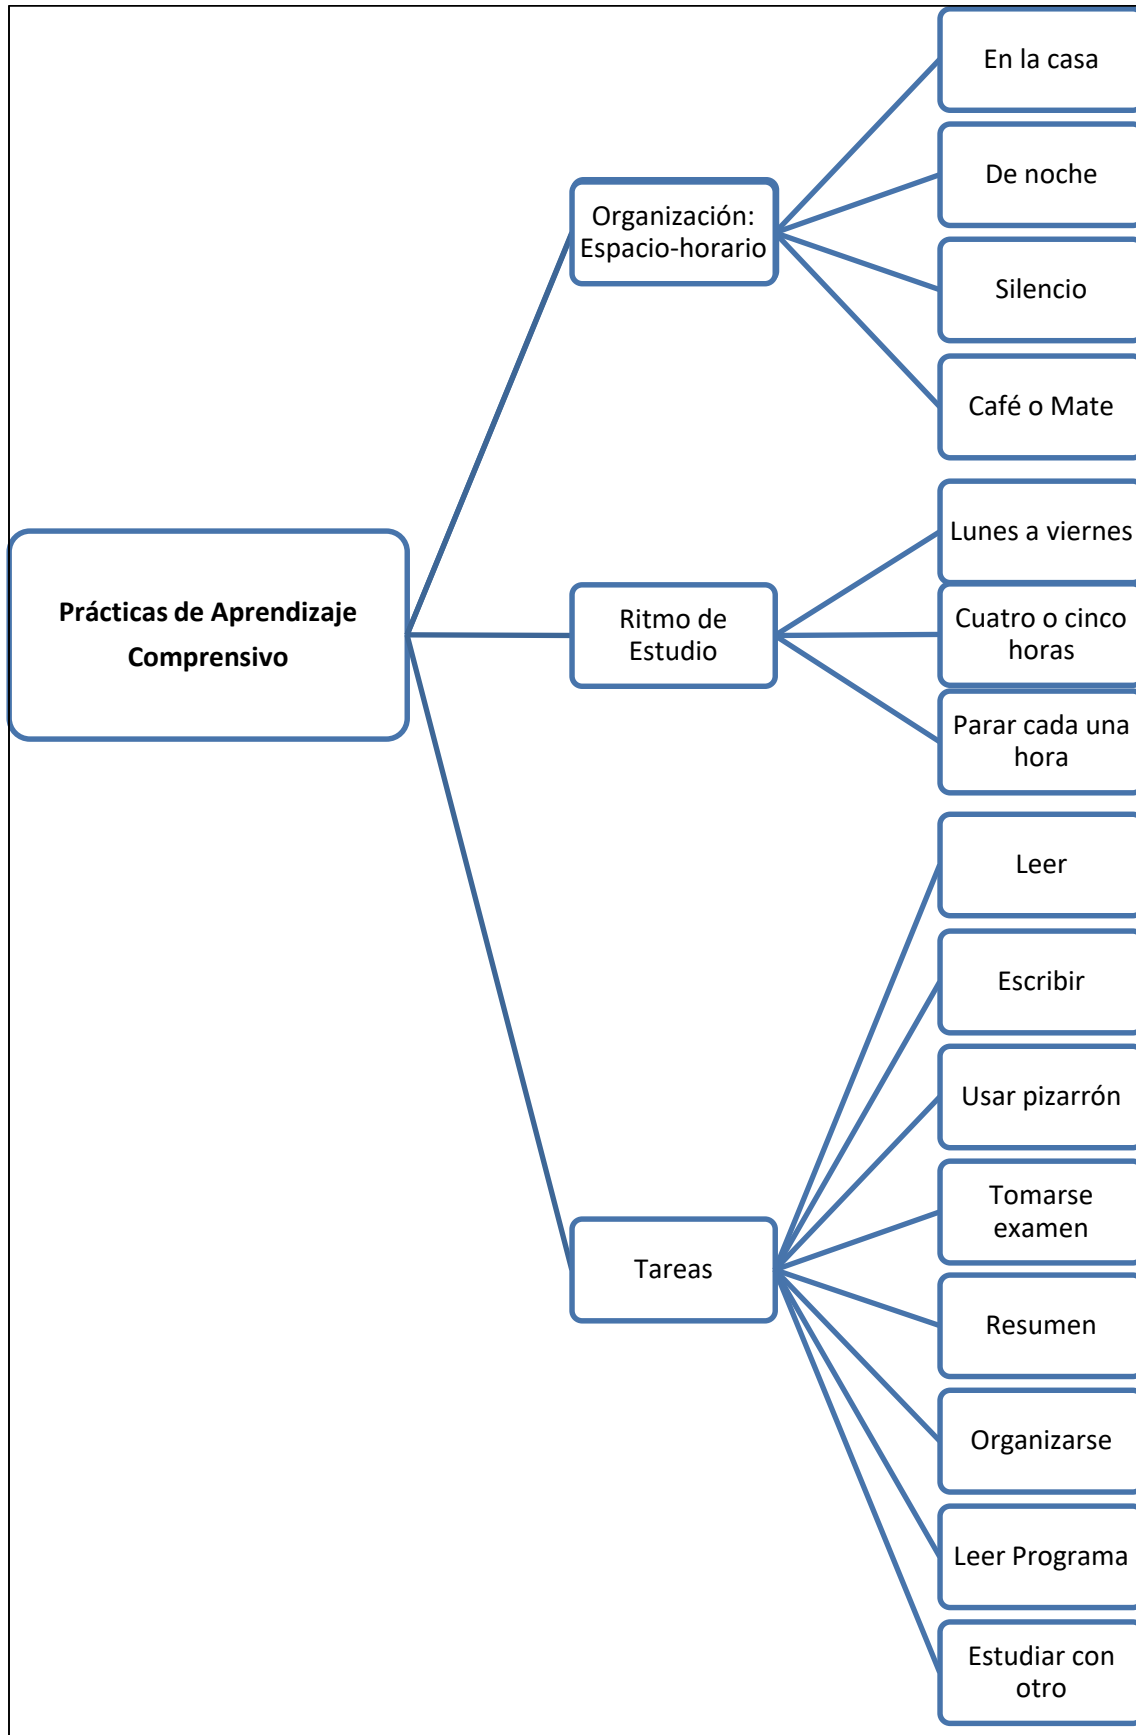 En la casa
De noche
Organización:
Espacio-horario
Silencio
Café o Mate
Lunes a viernes
Prácticas de Aprendizaje
Comprensivo
Ritmo de
Estudio
Cuatro o cinco
horas
Parar cada una
hora
Leer
Escribir
Usar pizarrón
Tomarse
examen
Tareas
Resumen
Organizarse
Leer Programa
Estudiar con
otro